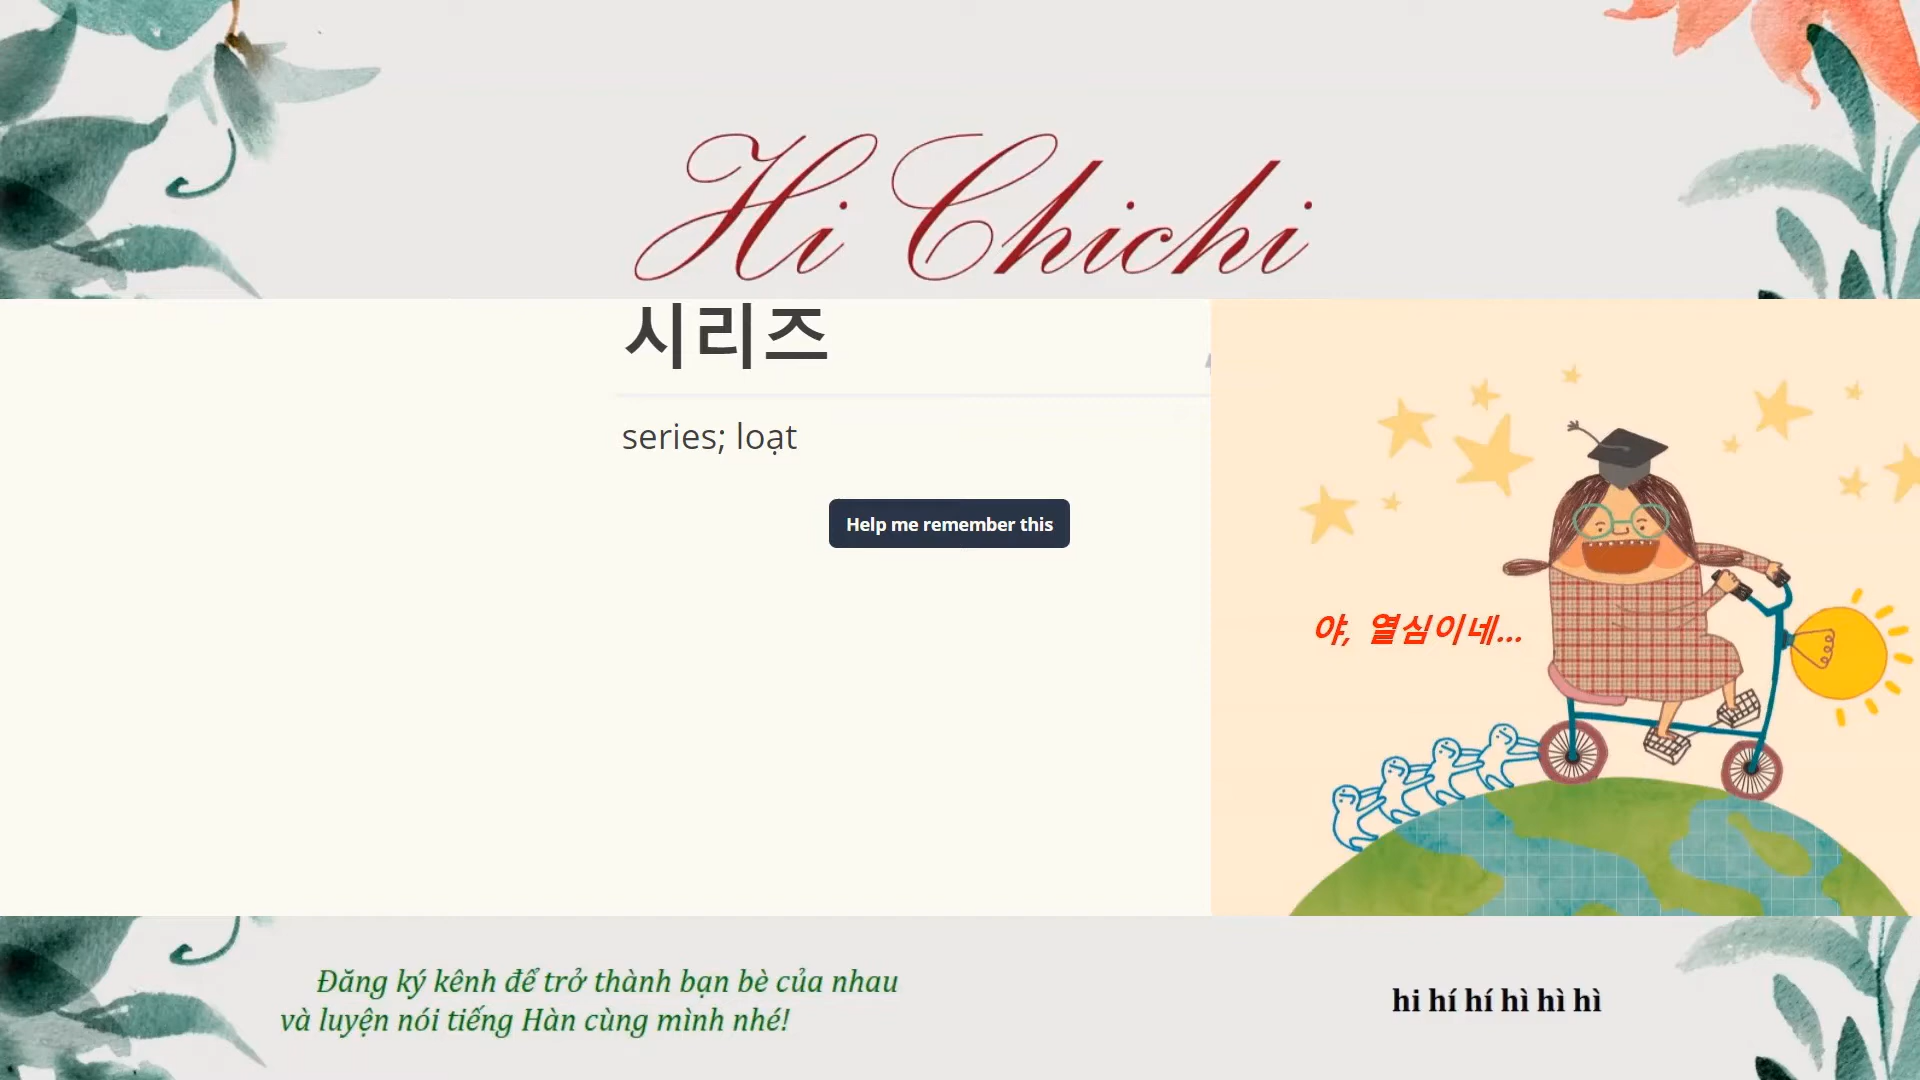 Hi Chichi
시리즈
series; loạt
Help me remember this
야, 열심이네...
Đăng ký kênh để trở thành bạn bè của nhau
và luyện nói tiếng Hàn cùng mình nhé!
hi hí hí hì hì hì